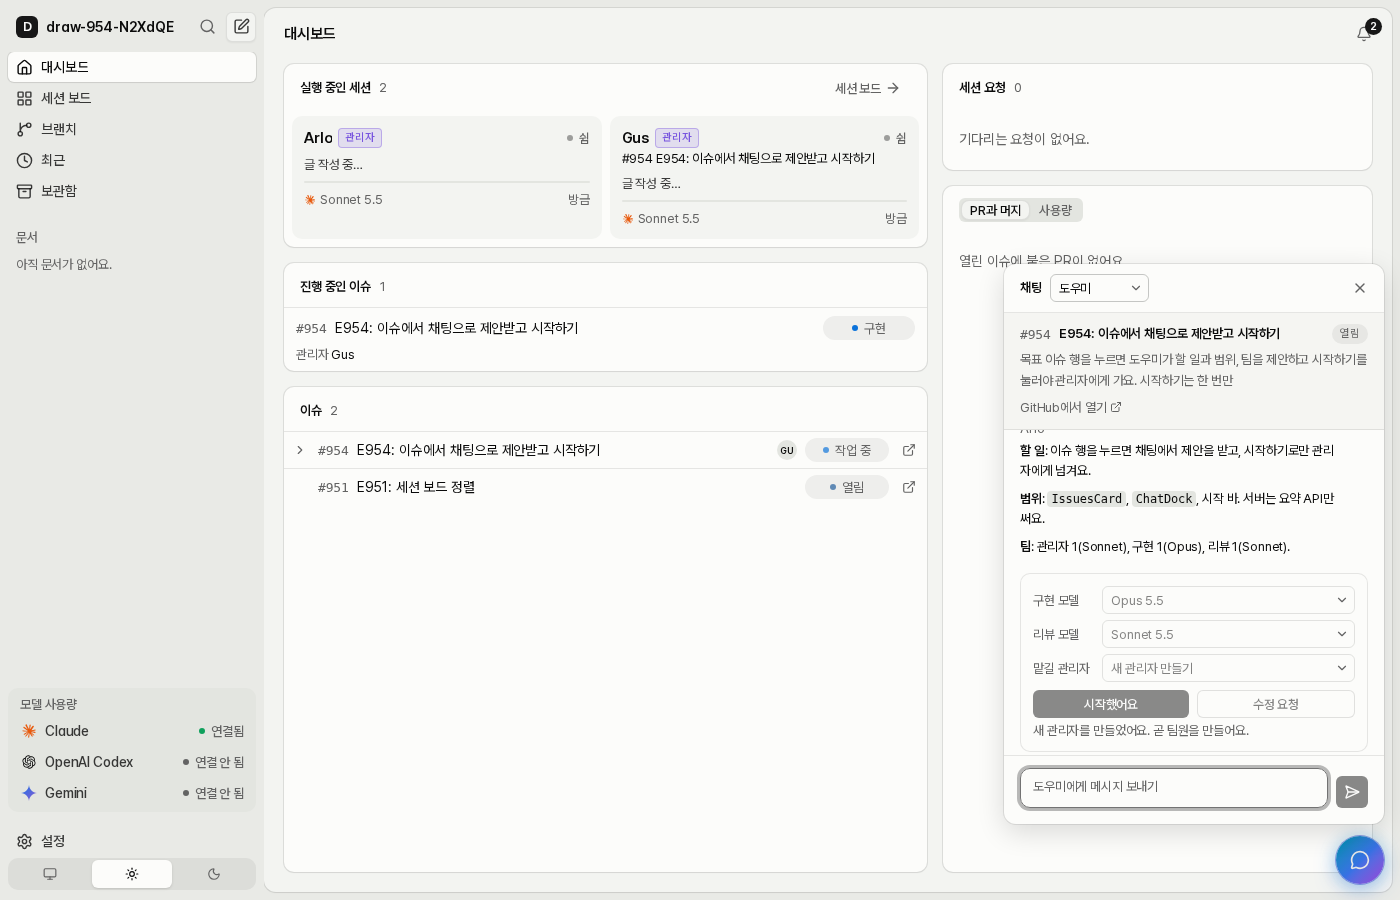 D draw-954-N2XdQE
대시보드
세션 보드
브랜치
최근
보관함
문서
아직 문서가 없어요.
모델 사용량
Claude 연결됨
OpenAI Codex 연결 안 됨
Gemini 연결 안 됨
설정
대시보드
2
실행 중인 세션 2
세션 보드
Arlo 관리자 쉼
글 작성 중...
Sonnet 5.5 방금
Gus 관리자 쉼
#954 E954: 이슈에서 채팅으로 제안받고 시작하기
글 작성 중...
Sonnet 5.5 방금
진행 중인 이슈 1
#954 E954: 이슈에서 채팅으로 제안받고 시작하기 구현
관리자 Gus
이슈 2
#954 E954: 이슈에서 채팅으로 제안받고 시작하기 GU 작업 중
#951 E951: 세션 보드 정렬 열림
세션 요청 0
기다리는 요청이 없어요.
PR과 머지 사용량
열린 이슈에 붙은 PR이 없어요
채팅 도우미
#954 E954: 이슈에서 채팅으로 제안받고 시작하기 열림
목표 이슈 행을 누르면 도우미가 할 일과 범위, 팀을 제안하고 시작하기를
눌러야 관리자에게 가요. 시작하기는 한 번만
GitHub에서 열기
할 일: 이슈 행을 누르면 채팅에서 제안을 받고, 시작하기로만 관리
자에게 넘겨요.
범위: IssuesCard, ChatDock, 시작 바. 서버는 요약 API만
써요.
팀: 관리자 1(Sonnet), 구현 1(Opus), 리뷰 1(Sonnet).
구현 모델 Opus 5.5
리뷰 모델 Sonnet 5.5
맡길 관리자 새 관리자 만들기
시작했어요 수정 요청
새 관리자를 만들었어요. 곧 팀원을 만들어요.
도우미에게 메시지 보내기